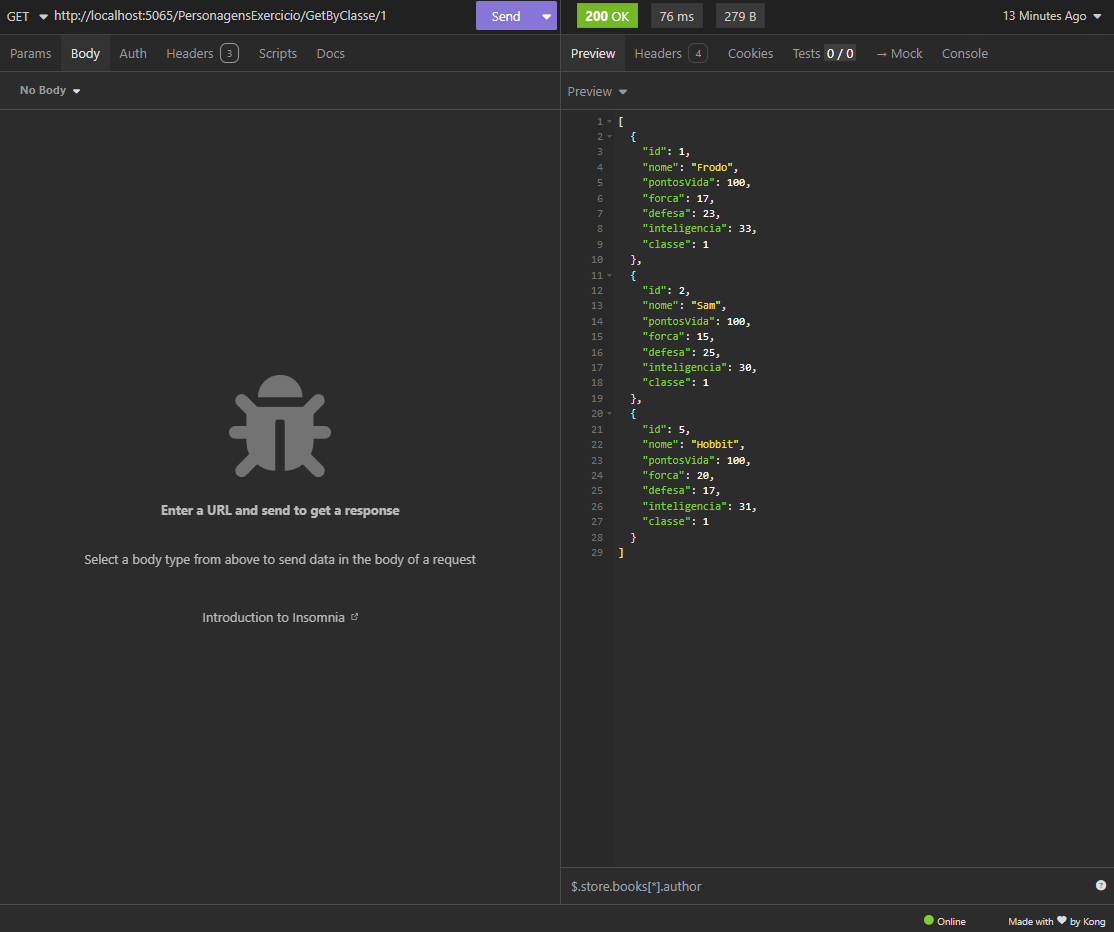 GET http://localhost:5065/PersonagensExercicio/GetByClasse/1 Send
200 OK 76 ms 279 B 13 Minutes Ago
Params Body Auth Headers 3 Scripts Docs
Preview Headers 4 Cookies Tests 0 / 0 → Mock Console
No Body
Preview
Enter a URL and send to get a response
Select a body type from above to send data in the body of a request
Introduction to Insomnia
1 [
2 {
3 "id": 1,
4 "nome": "Frodo",
5 "pontosVida": 100,
6 "forca": 17,
7 "defesa": 23,
8 "inteligencia": 33,
9 "classe": 1
10 },
11 {
12 "id": 2,
13 "nome": "Sam",
14 "pontosVida": 100,
15 "forca": 15,
16 "defesa": 25,
17 "inteligencia": 30,
18 "classe": 1
19 },
20 {
21 "id": 5,
22 "nome": "Hobbit",
23 "pontosVida": 100,
24 "forca": 20,
25 "defesa": 17,
26 "inteligencia": 31,
27 "classe": 1
28 }
29 ]
$.store.books[*].author
Online Made with ♥ by Kong